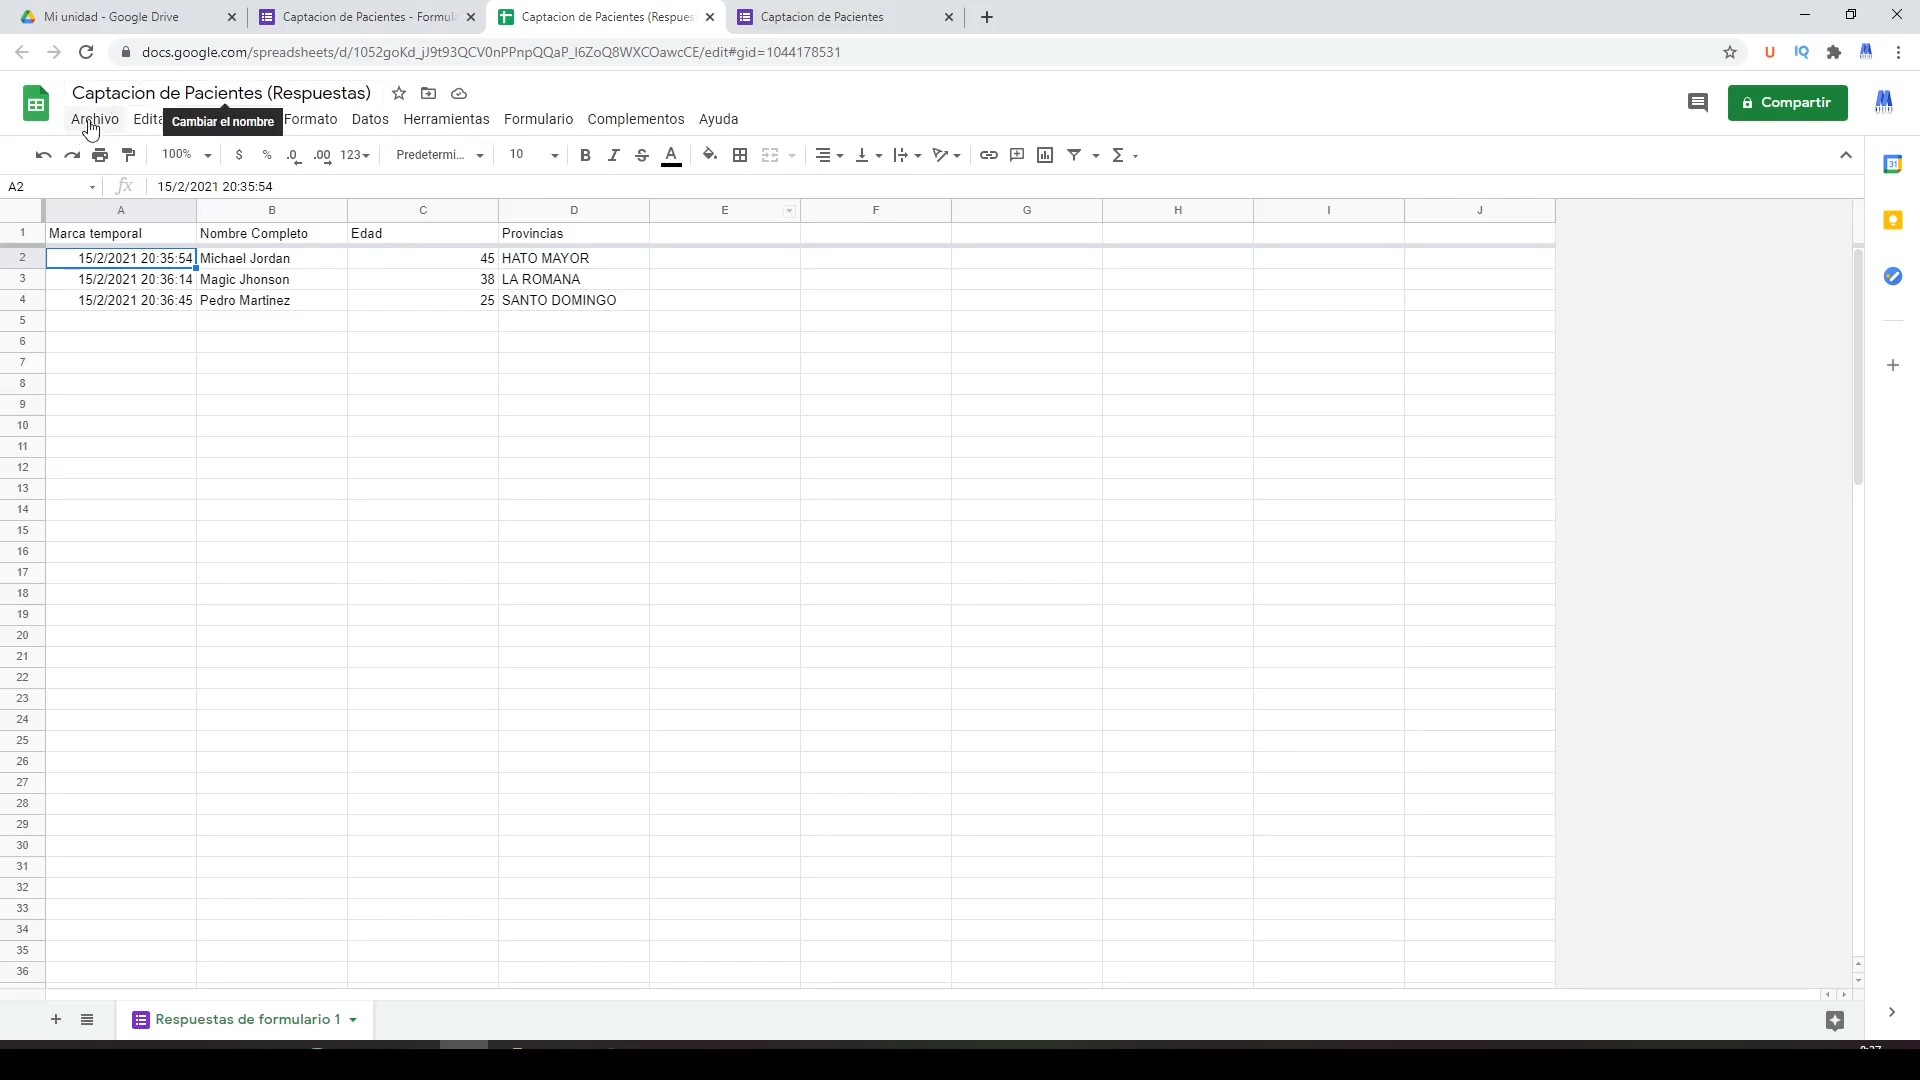 Mi unidad - Google Drive
Captacion de Pacientes - Formula
Captacion de Pacientes (Respues
Captacion de Pacientes
docs.google.com/spreadsheets/d/1052goKd_jJ9t93QCV0nPPnpQQaP_I6ZoQ8WXCOawcCE/edit#gid=1044178531
Captacion de Pacientes (Respuestas)
Compartir
Archivo Edita Formato Datos Herramientas Formulario Complementos Ayuda
Cambiar el nombre
100% $ % .0 .00 123 Predetermi... 10 B I S A
A2 fx 15/2/2021 20:35:54
A B C D E F G H I J
1 Marca temporal Nombre Completo Edad Provincias
2 15/2/2021 20:35:54 Michael Jordan 45 HATO MAYOR
3 15/2/2021 20:36:14 Magic Jhonson 38 LA ROMANA
4 15/2/2021 20:36:45 Pedro Martinez 25 SANTO DOMINGO
5
6
7
8
9
10
11
12
13
14
15
16
17
18
19
20
21
22
23
24
25
26
27
28
29
30
31
32
33
34
35
36
Respuestas de formulario 1